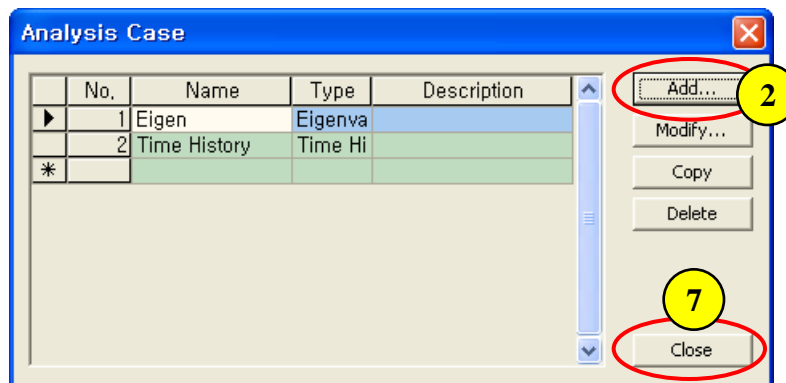 Analysis Case
No, Name Type Description
1 Eigen Eigenva
2 Time History Time Hi
*
Add...
2
Modify...
Copy
Delete
7
Close